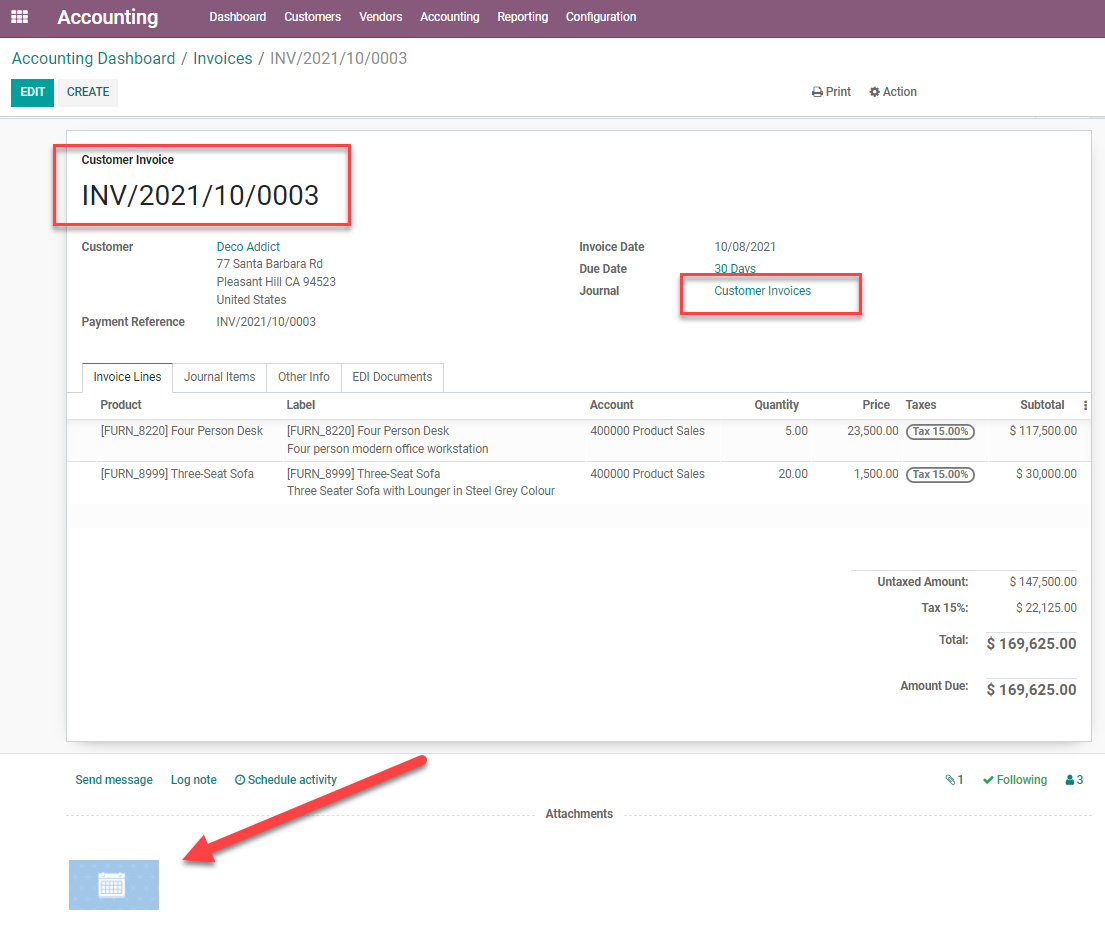 Accounting Dashboard Customers Vendors Accounting Reporting Configuration
Accounting Dashboard / Invoices / INV/2021/10/0003
EDIT CREATE Print Action
Customer Invoice
INV/2021/10/0003
Customer Deco Addict Invoice Date 10/08/2021
77 Santa Barbara Rd Due Date 30 Days
Pleasant Hill CA 94523 Journal Customer Invoices
United States
Payment Reference INV/2021/10/0003
Invoice Lines Journal Items Other Info EDI Documents
Product Label Account Quantity Price Taxes Subtotal
[FURN_8220] Four Person Desk [FURN_8220] Four Person Desk 400000 Product Sales 5.00 23,500.00 Tax 15.00% $ 117,500.00
Four person modern office workstation
[FURN_8999] Three-Seat Sofa [FURN_8999] Three-Seat Sofa 400000 Product Sales 20.00 1,500.00 Tax 15.00% $ 30,000.00
Three Seater Sofa with Lounger in Steel Grey Colour
Untaxed Amount: $ 147,500.00
Tax 15%: $ 22,125.00
Total: $ 169,625.00
Amount Due: $ 169,625.00
Send message Log note Schedule activity 1 Following 3
Attachments